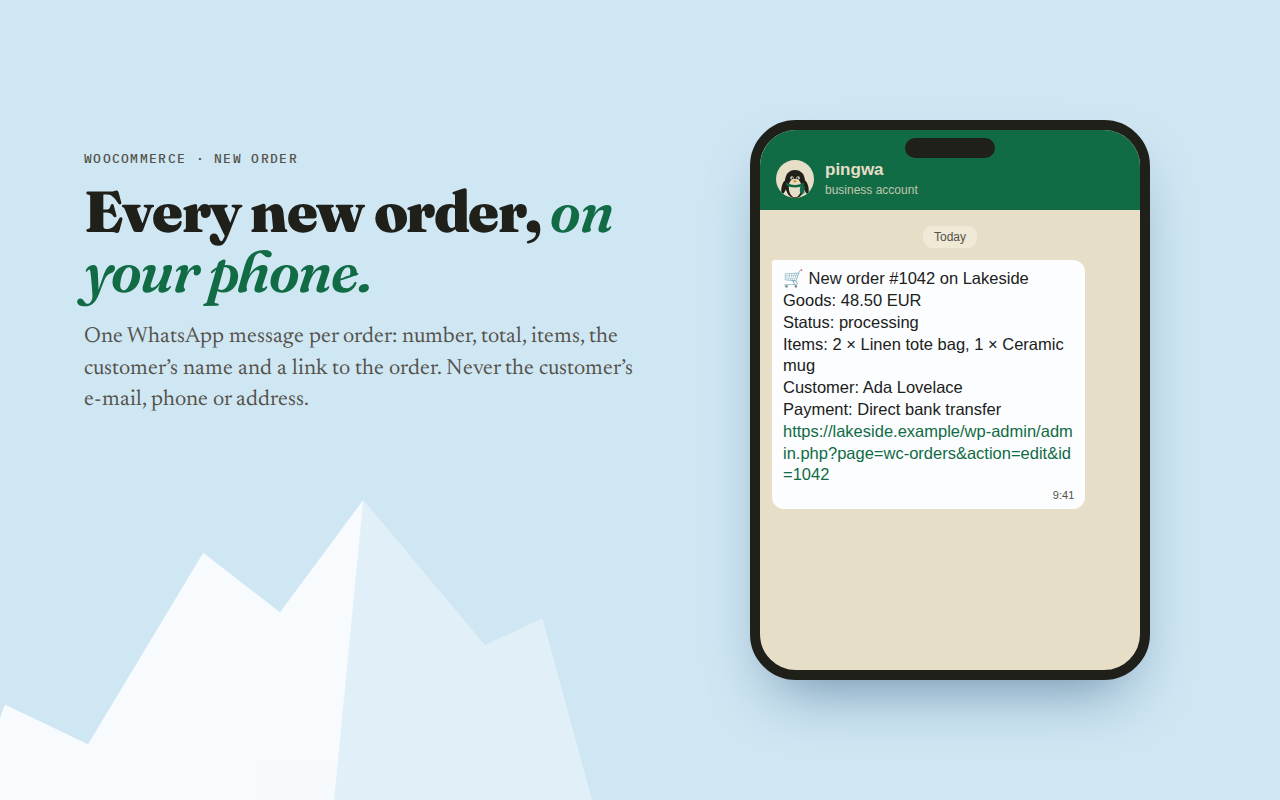 WOOCOMMERCE · NEW ORDER
Every new order, on
your phone.
One WhatsApp message per order: number, total, items, the
customer’s name and a link to the order. Never the customer’s
e-mail, phone or address.
pingwa
business account
Today
🛒 New order #1042 on Lakeside
Goods: 48.50 EUR
Status: processing
Items: 2 × Linen tote bag, 1 × Ceramic
mug
Customer: Ada Lovelace
Payment: Direct bank transfer
https://lakeside.example/wp-admin/adm
in.php?page=wc-orders&action=edit&id
=1042
9:41